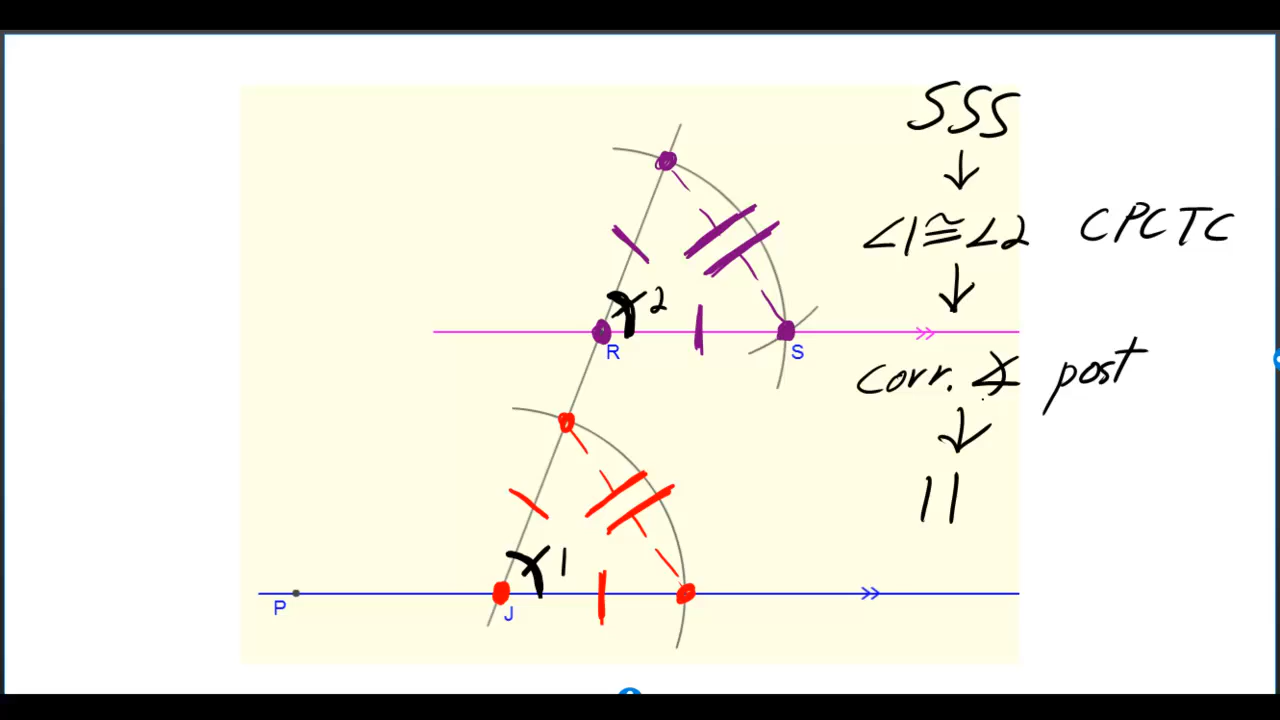 SSS
↓
∠1≅∠2 CPCTC
↓
corr. ∡ post
↓
||
2
R
S
1
P
J